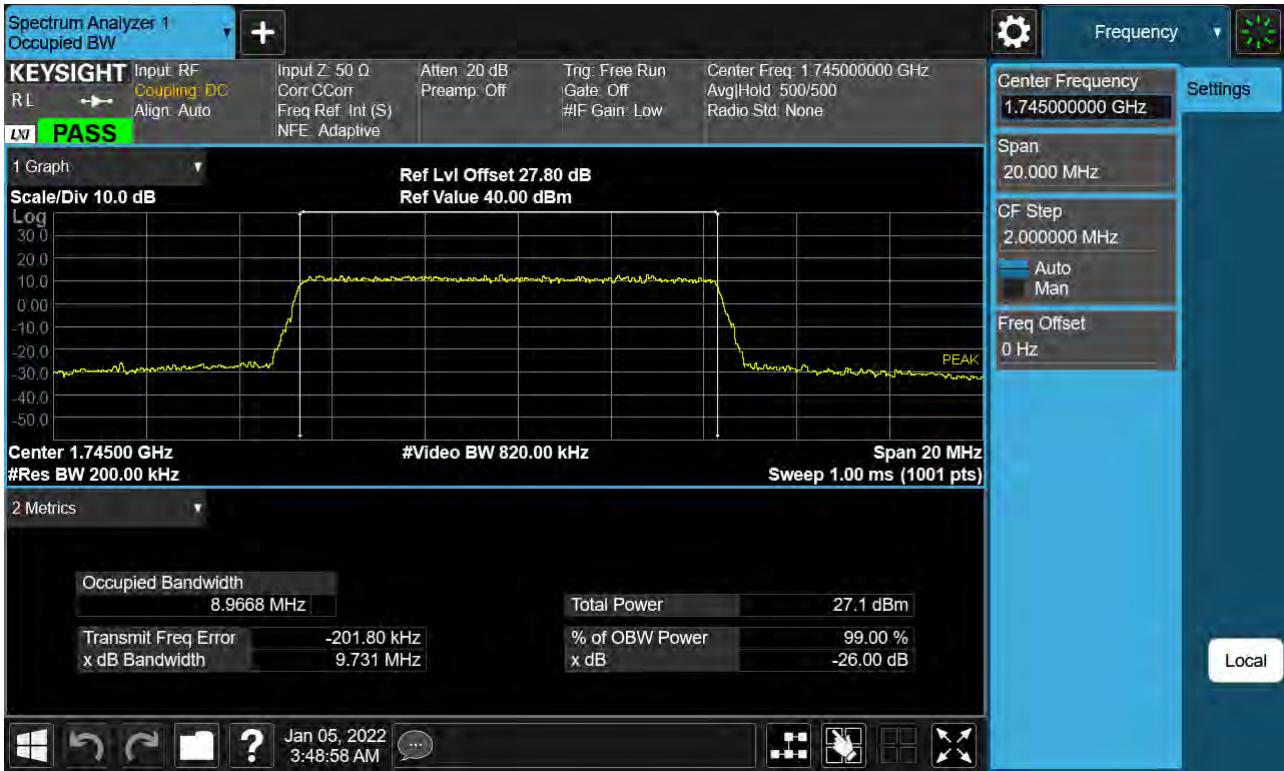 Spectrum Analyzer 1
Occupied BW
+
Frequency
KEYSIGHT
RL
LXI PASS
Input: RF
Coupling: DC
Align: Auto
Input Z: 50 Ω
Corr CCorr
Freq Ref: Int (S)
NFE: Adaptive
Atten: 20 dB
Preamp: Off
Trig: Free Run
Gate: Off
#IF Gain: Low
Center Freq: 1.745000000 GHz
Avg|Hold: 500/500
Radio Std: None
Center Frequency
1.745000000 GHz
Settings
Span
20.000 MHz
CF Step
2.000000 MHz
Auto
Man
Freq Offset
0 Hz
Local
1 Graph
Scale/Div 10.0 dB
Ref Lvl Offset 27.80 dB
Ref Value 40.00 dBm
Log
30.0
20.0
10.0
0.00
-10.0
-20.0
-30.0
-40.0
-50.0
PEAK
Center 1.74500 GHz
#Video BW 820.00 kHz
Span 20 MHz
#Res BW 200.00 kHz
Sweep 1.00 ms (1001 pts)
2 Metrics
Occupied Bandwidth
8.9668 MHz
Total Power 27.1 dBm
Transmit Freq Error -201.80 kHz
% of OBW Power 99.00 %
x dB Bandwidth 9.731 MHz
x dB -26.00 dB
?
Jan 05, 2022
3:48:58 AM